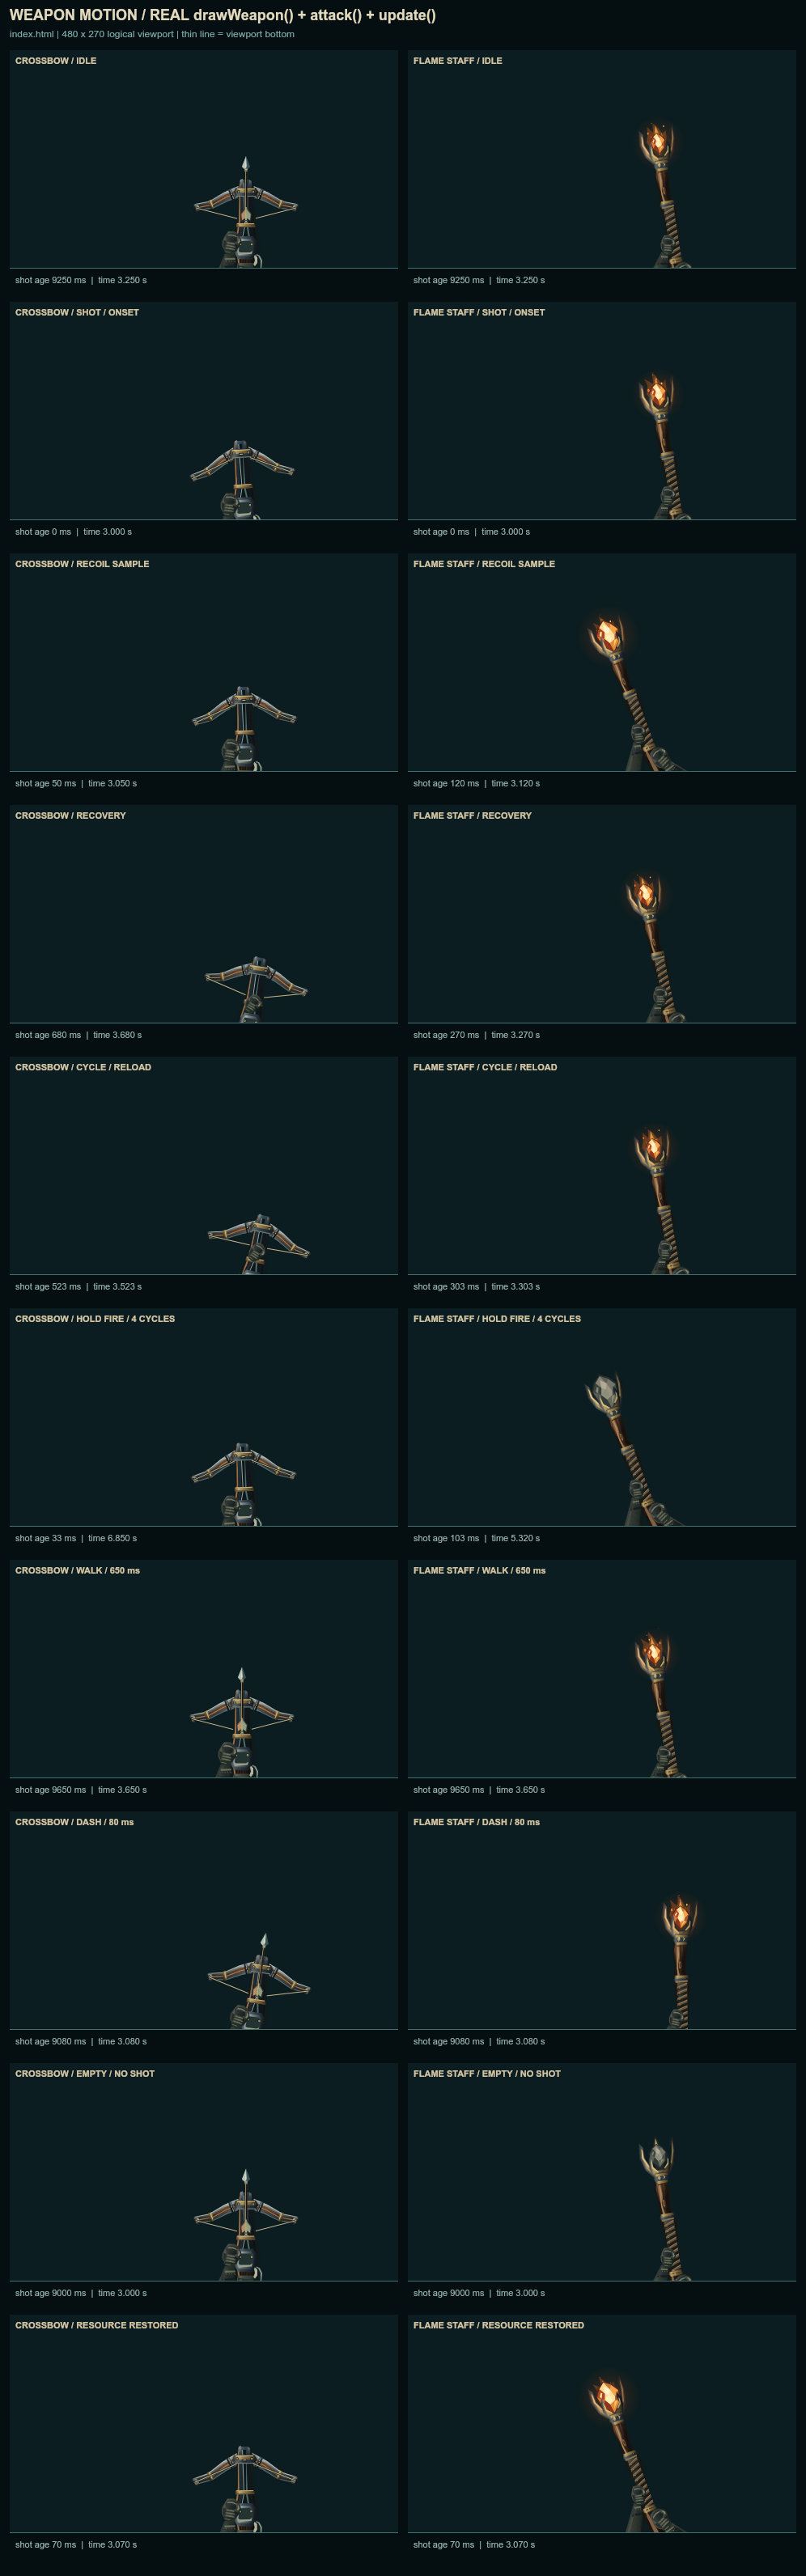 WEAPON MOTION / REAL drawWeapon() + attack() + update()
index.html | 480 x 270 logical viewport | thin line = viewport bottom
CROSSBOW / IDLE
FLAME STAFF / IDLE
shot age 9250 ms | time 3.250 s
shot age 9250 ms | time 3.250 s
CROSSBOW / SHOT / ONSET
FLAME STAFF / SHOT / ONSET
shot age 0 ms | time 3.000 s
shot age 0 ms | time 3.000 s
CROSSBOW / RECOIL SAMPLE
FLAME STAFF / RECOIL SAMPLE
shot age 50 ms | time 3.050 s
shot age 120 ms | time 3.120 s
CROSSBOW / RECOVERY
FLAME STAFF / RECOVERY
shot age 680 ms | time 3.680 s
shot age 270 ms | time 3.270 s
CROSSBOW / CYCLE / RELOAD
FLAME STAFF / CYCLE / RELOAD
shot age 523 ms | time 3.523 s
shot age 303 ms | time 3.303 s
CROSSBOW / HOLD FIRE / 4 CYCLES
FLAME STAFF / HOLD FIRE / 4 CYCLES
shot age 33 ms | time 6.850 s
shot age 103 ms | time 5.320 s
CROSSBOW / WALK / 650 ms
FLAME STAFF / WALK / 650 ms
shot age 9650 ms | time 3.650 s
shot age 9650 ms | time 3.650 s
CROSSBOW / DASH / 80 ms
FLAME STAFF / DASH / 80 ms
shot age 9080 ms | time 3.080 s
shot age 9080 ms | time 3.080 s
CROSSBOW / EMPTY / NO SHOT
FLAME STAFF / EMPTY / NO SHOT
shot age 9000 ms | time 3.000 s
shot age 9000 ms | time 3.000 s
CROSSBOW / RESOURCE RESTORED
FLAME STAFF / RESOURCE RESTORED
shot age 70 ms | time 3.070 s
shot age 70 ms | time 3.070 s